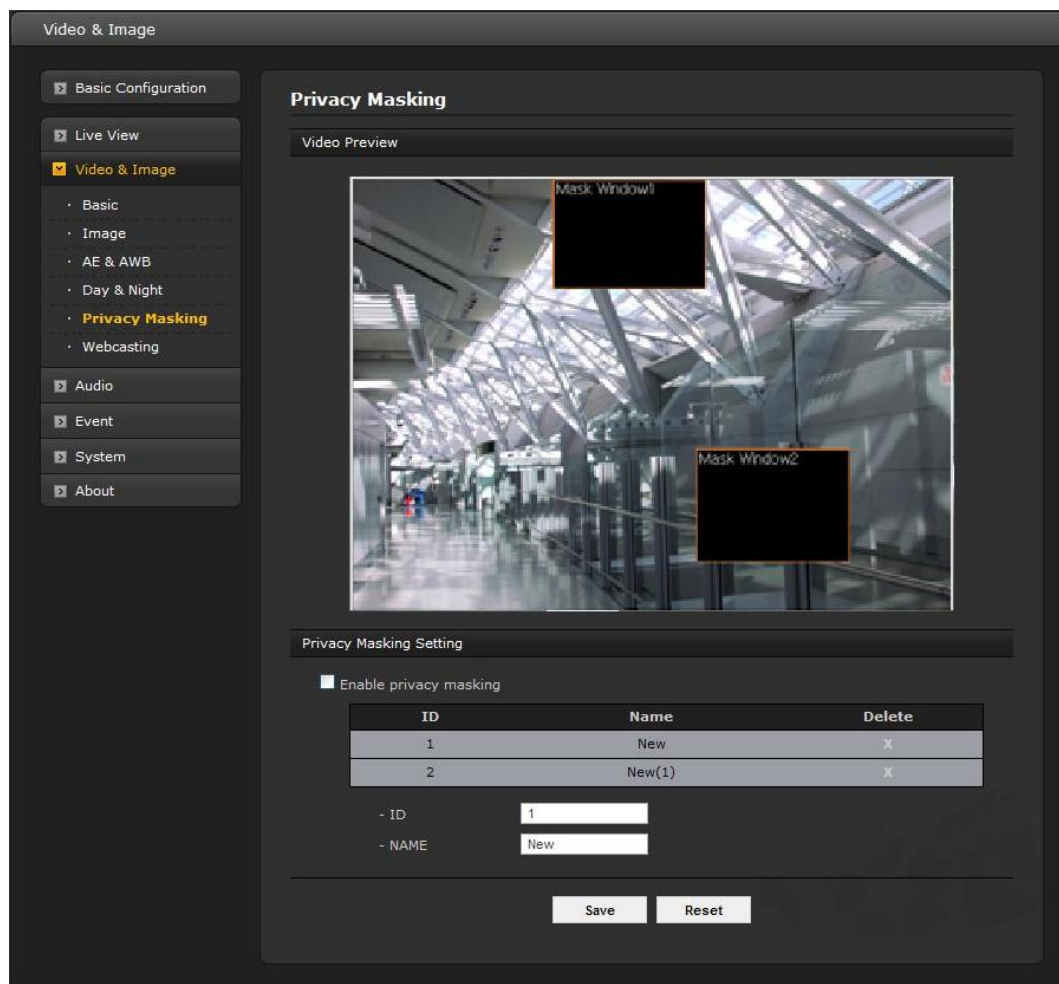 Video & Image
Basic Configuration
Live View
Video & Image
· Basic
· Image
· AE & AWB
· Day & Night
· Privacy Masking
· Webcasting
Audio
Event
System
About
Privacy Masking
Video Preview
Mask Window1
Mask Window2
Privacy Masking Setting
Enable privacy masking
ID Name Delete
1 New X
2 New(1) X
- ID 1
- NAME New
Save Reset